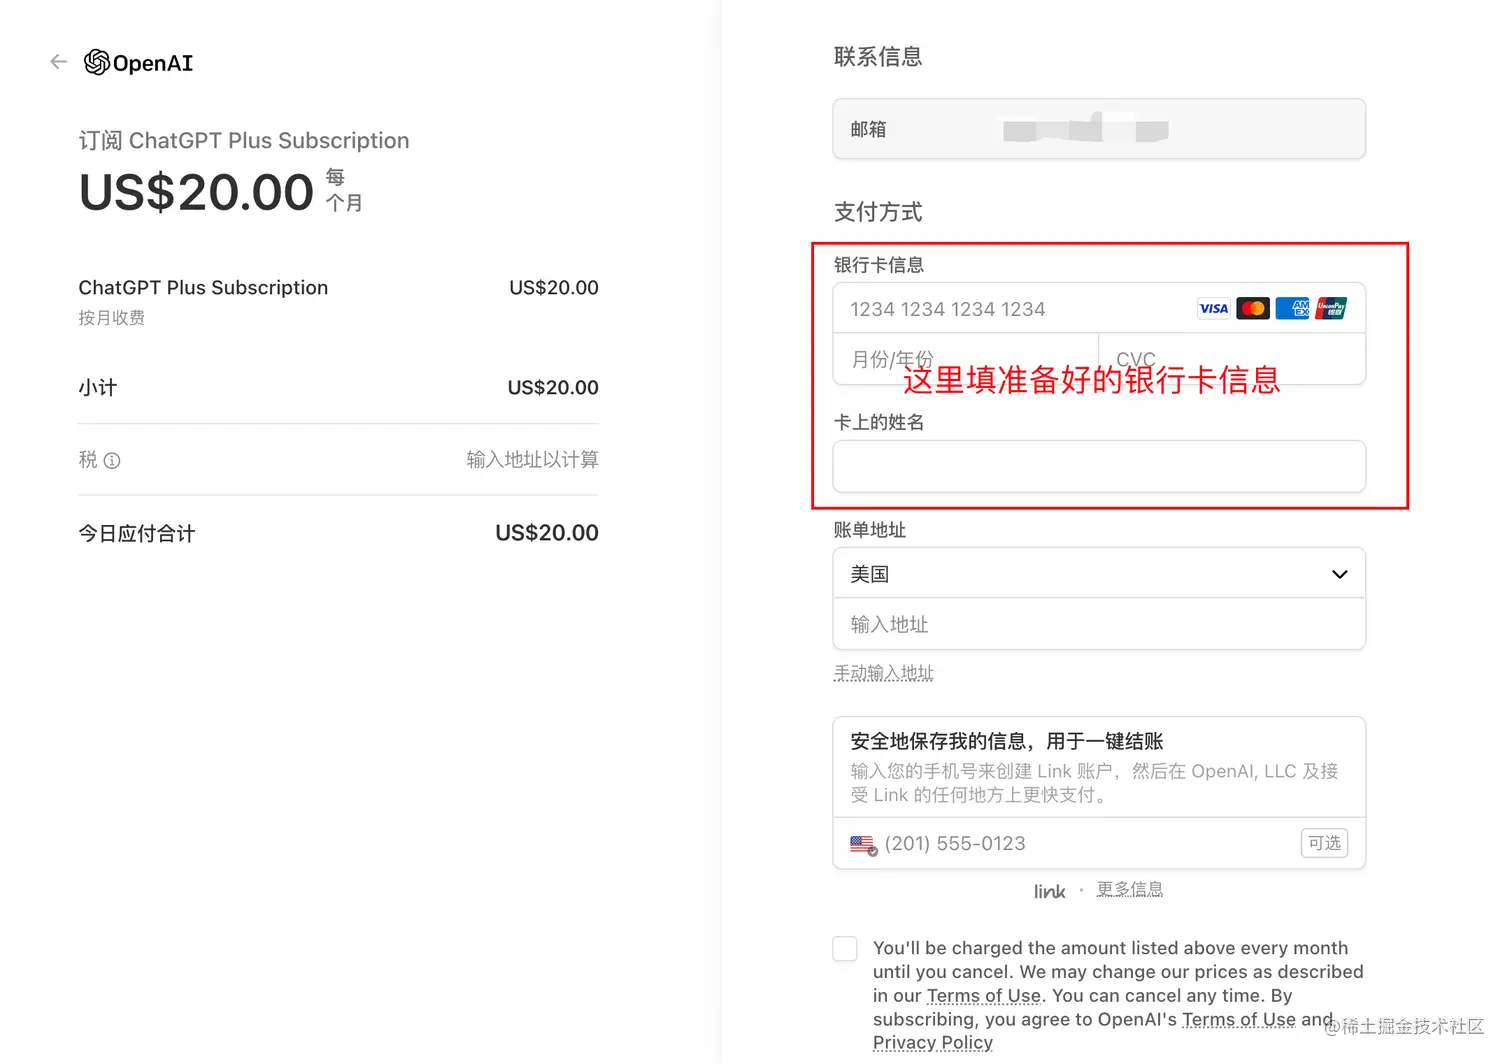 OpenAI
订阅 ChatGPT Plus Subscription
US$20.00 每
个月
ChatGPT Plus Subscription US$20.00
按月收费
小计 US$20.00
税 输入地址以计算
今日应付合计 US$20.00
联系信息
邮箱
支付方式
银行卡信息
1234 1234 1234 1234 VISA AM EX UnionPay 银联
月份/年份 CVC
这里填准备好的银行卡信息
卡上的姓名
账单地址
美国
输入地址
手动输入地址
安全地保存我的信息，用于一键结账
输入您的手机号来创建 Link 账户，然后在 OpenAI, LLC 及接
受 Link 的任何地方上更快支付。
(201) 555-0123 可选
link · 更多信息
You'll be charged the amount listed above every month
until you cancel. We may change our prices as described
in our Terms of Use. You can cancel any time. By
subscribing, you agree to OpenAI's Terms of Use and
Privacy Policy
@稀土掘金技术社区